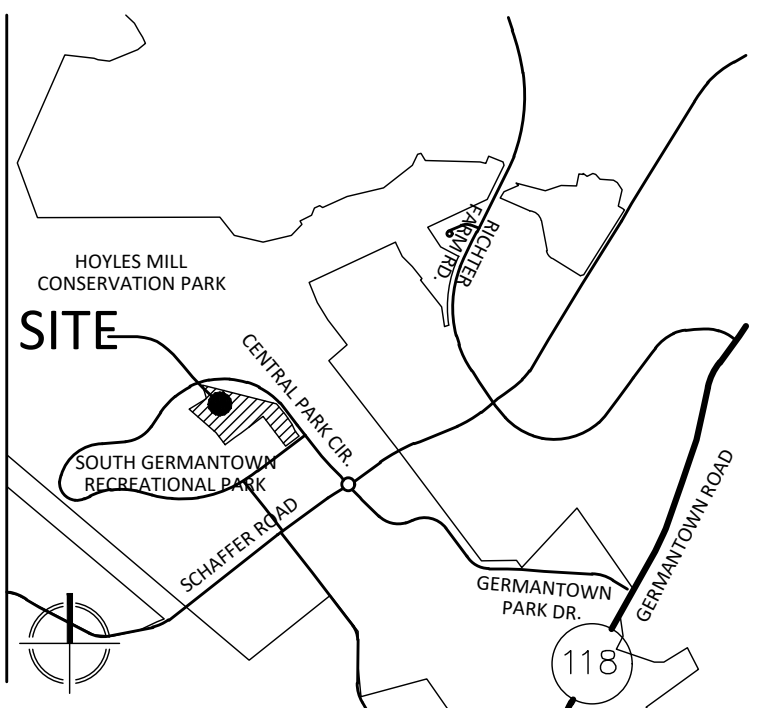 RICHTER
FARM RD.
HOYLES MILL
CONSERVATION PARK
SITE
CENTRAL PARK CIR.
SOUTH GERMANTOWN
RECREATIONAL PARK
SCHAFFER ROAD
GERMANTOWN ROAD
GERMANTOWN
PARK DR.
118